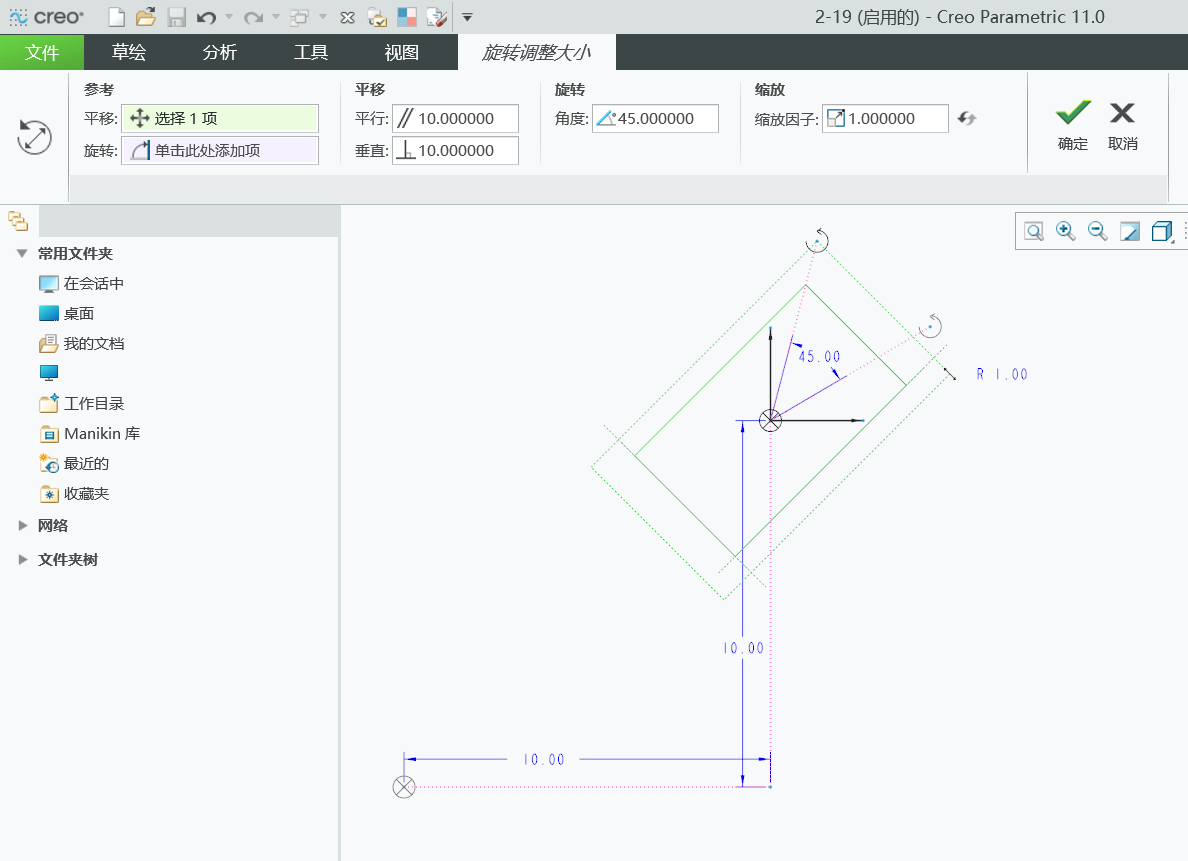 creo
2-19 (启用的) - Creo Parametric 11.0
文件
草绘
分析
工具
视图
旋转调整大小
参考
平移: 选择 1 项
旋转: 单击此处添加项
平移
平行: 10.000000
垂直: 10.000000
旋转
角度: 45.000000
缩放
缩放因子: 1.000000
确定
取消
常用文件夹
在会话中
桌面
我的文档
工作目录
Manikin 库
最近的
收藏夹
网络
文件夹树
45.00
R 1.00
10.00
10.00